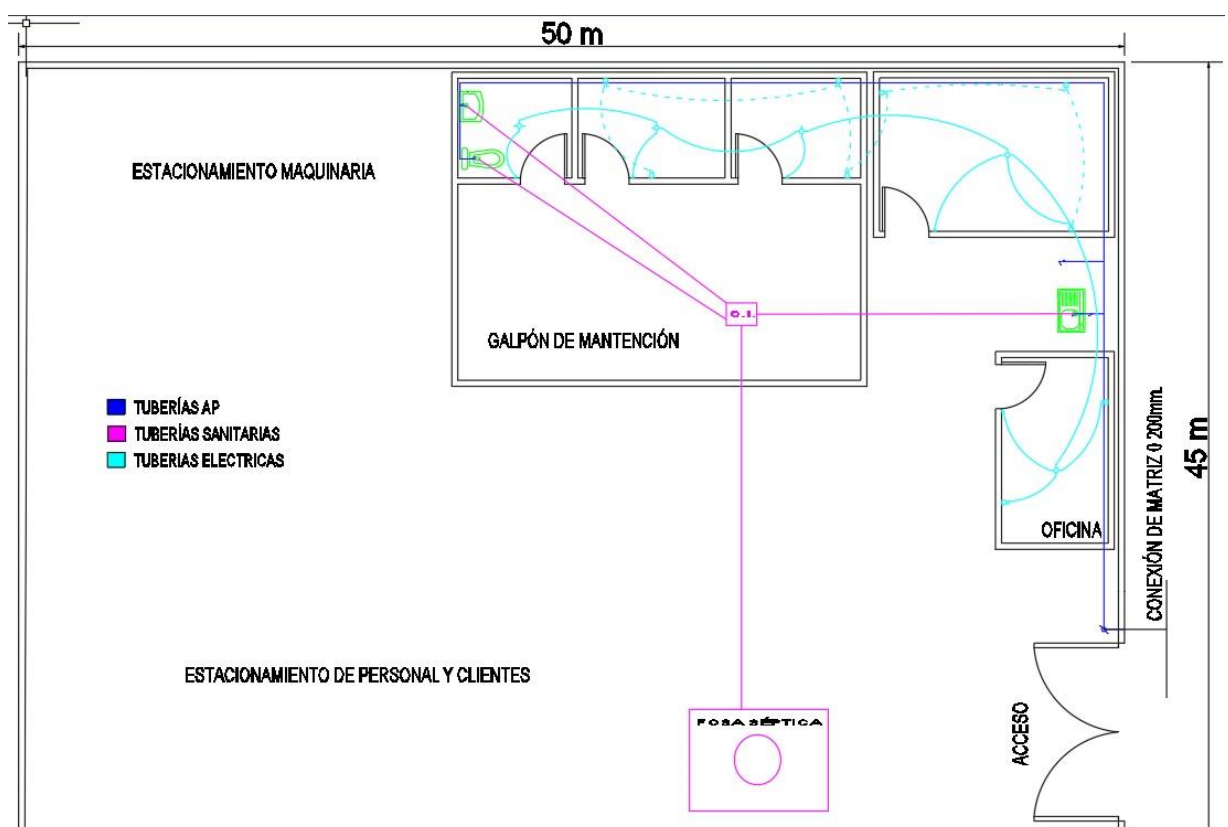 50 m
ESTACIONAMIENTO MAQUINARIA
GALPÓN DE MANTENCIÓN
TUBERÍAS AP
TUBERÍAS SANITARIAS
TUBERIAS ELECTRICAS
45 m
CONEXIÓN DE MATRIZ 0 200mm.
OFICINA
ESTACIONAMIENTO DE PERSONAL Y CLIENTES
ACCESO
FOSA SÉPTICA